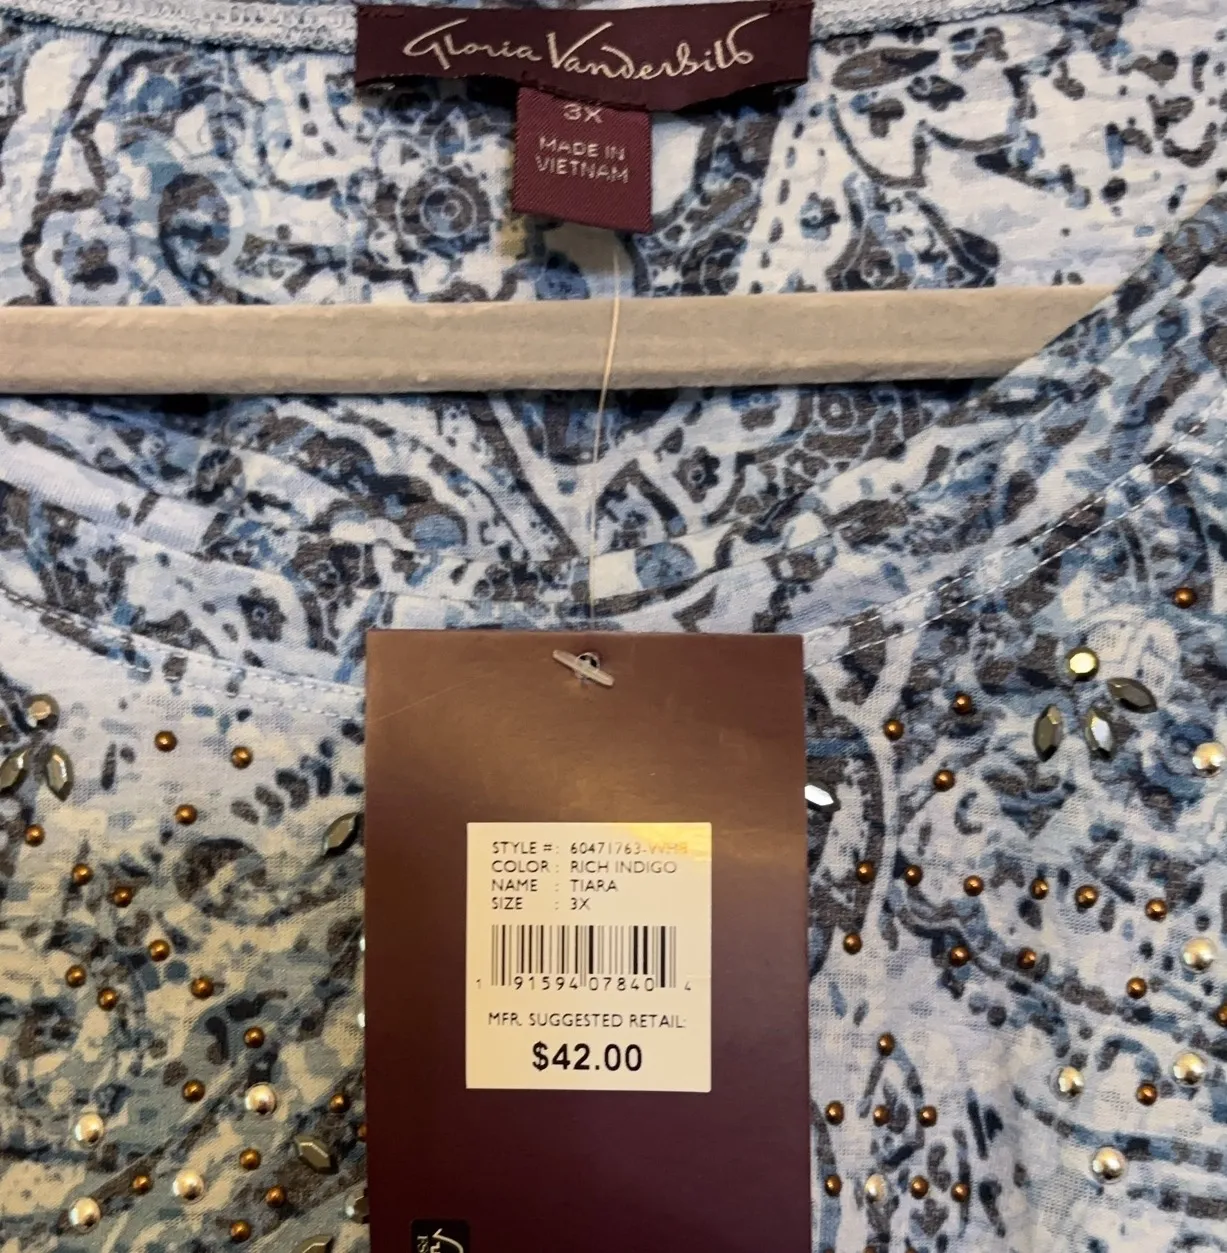 Gloria Vanderbilt
3X
MADE IN
VIETNAM
STYLE #: 60471763-WHB
COLOR : RICH INDIGO
NAME : TIARA
SIZE : 3X
1 91594 07840 4
MFR. SUGGESTED RETAIL:
$42.00